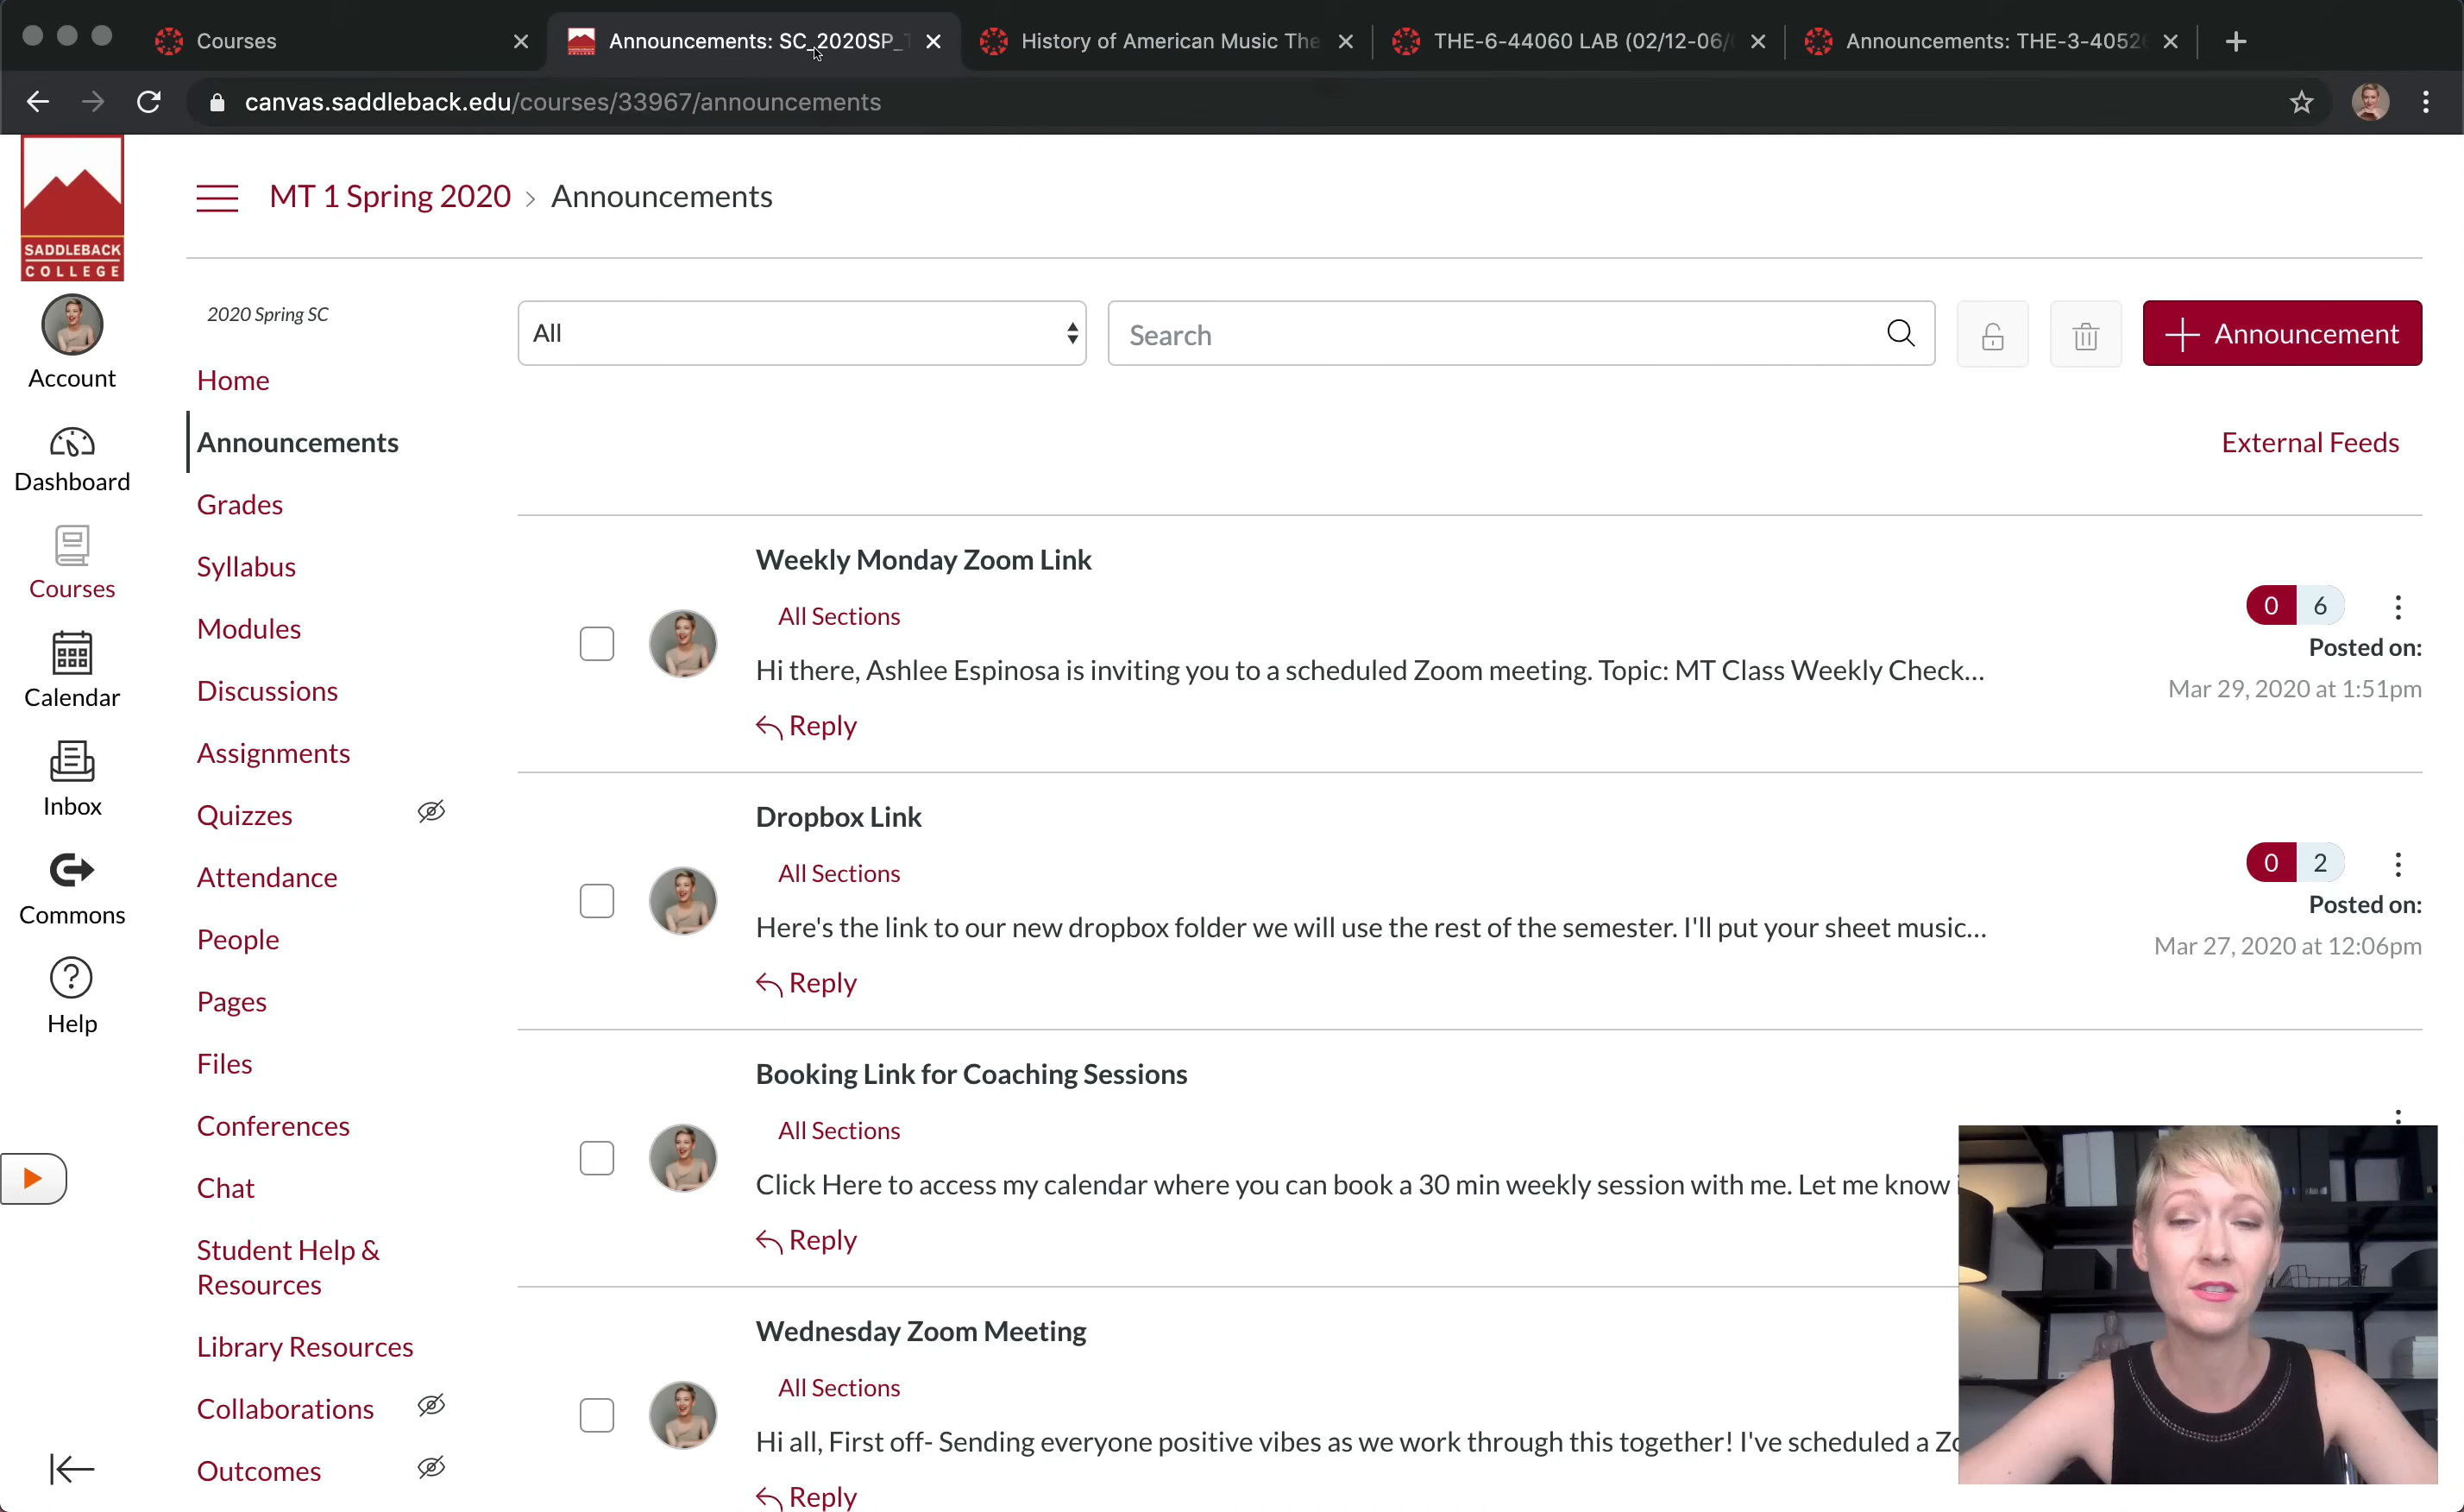 Courses
Announcements: SC_2020SP_T
History of American Music The
THE-6-44060 LAB (02/12-06/
Announcements: THE-3-4052
canvas.saddleback.edu/courses/33967/announcements
SADDLEBACK
COLLEGE
MT 1 Spring 2020 > Announcements
Account
Dashboard
Courses
Calendar
Inbox
Commons
Help
2020 Spring SC
Home
Announcements
Grades
Syllabus
Modules
Discussions
Assignments
Quizzes
Attendance
People
Pages
Files
Conferences
Chat
Student Help &
Resources
Library Resources
Collaborations
Outcomes
All
Search
Announcement
External Feeds
Weekly Monday Zoom Link
All Sections
Hi there, Ashlee Espinosa is inviting you to a scheduled Zoom meeting. Topic: MT Class Weekly Check...
Reply
0 6
Posted on:
Mar 29, 2020 at 1:51pm
Dropbox Link
All Sections
Here's the link to our new dropbox folder we will use the rest of the semester. I'll put your sheet music...
Reply
0 2
Posted on:
Mar 27, 2020 at 12:06pm
Booking Link for Coaching Sessions
All Sections
Click Here to access my calendar where you can book a 30 min weekly session with me. Let me know
Reply
Wednesday Zoom Meeting
All Sections
Hi all, First off- Sending everyone positive vibes as we work through this together! I've scheduled a Zo
Reply